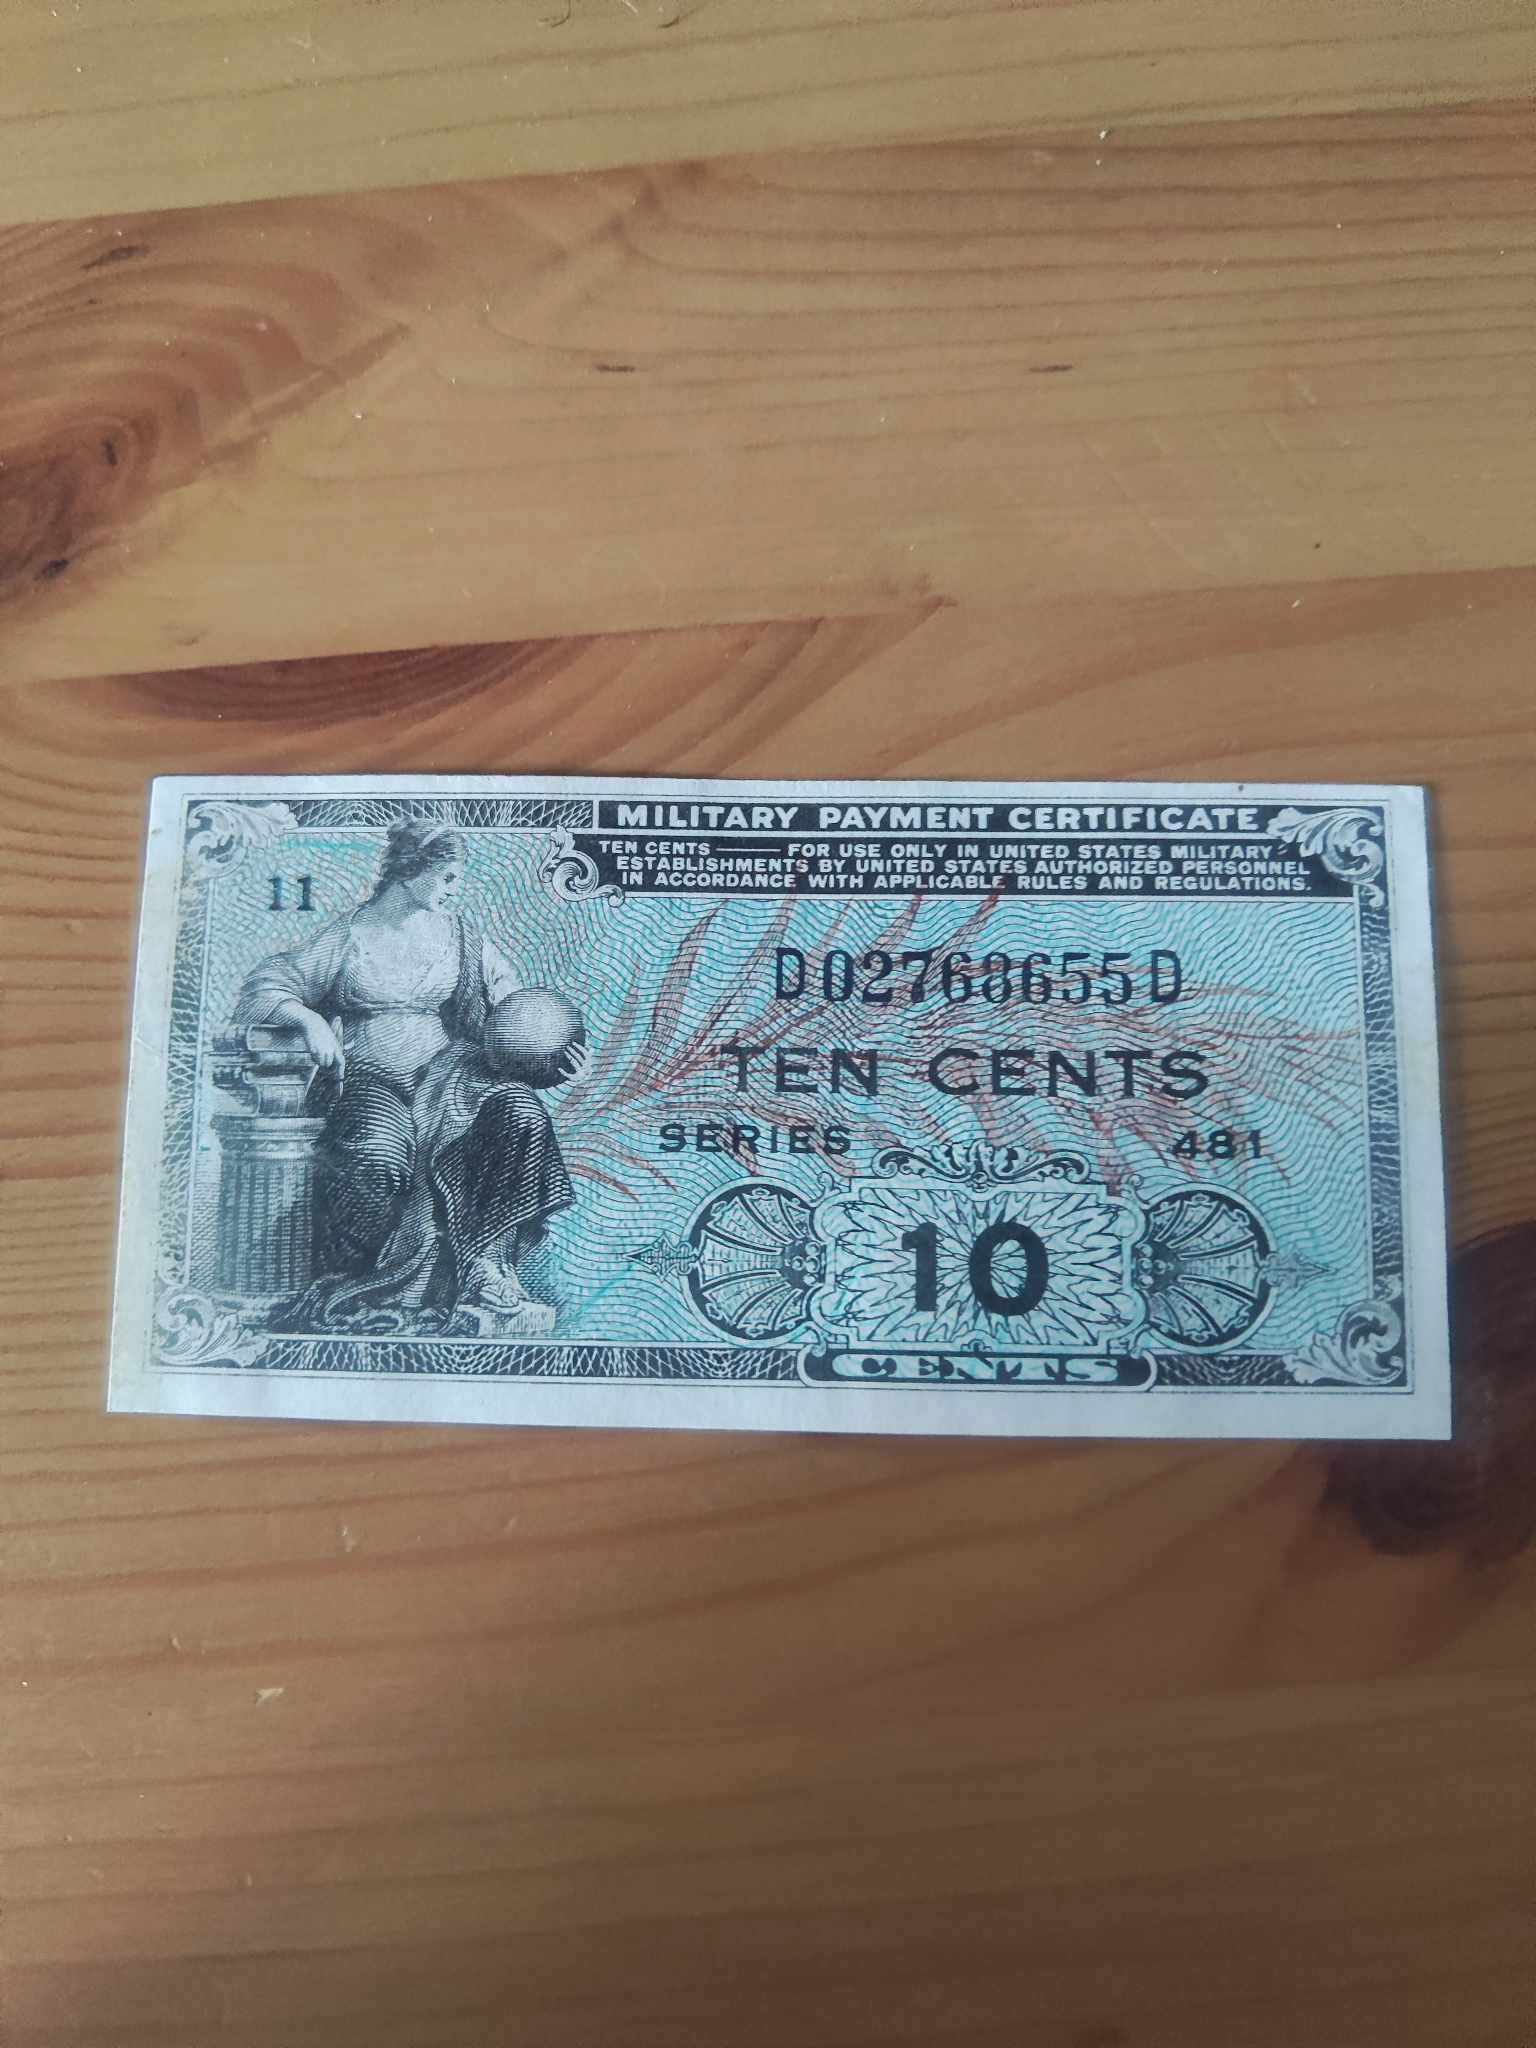 MILITARY PAYMENT CERTIFICATE
TEN CENTS —— FOR USE ONLY IN UNITED STATES MILITARY
ESTABLISHMENTS BY UNITED STATES AUTHORIZED PERSONNEL
IN ACCORDANCE WITH APPLICABLE RULES AND REGULATIONS.
11
D02768655D
TEN CENTS
SERIES 481
10
CENTS